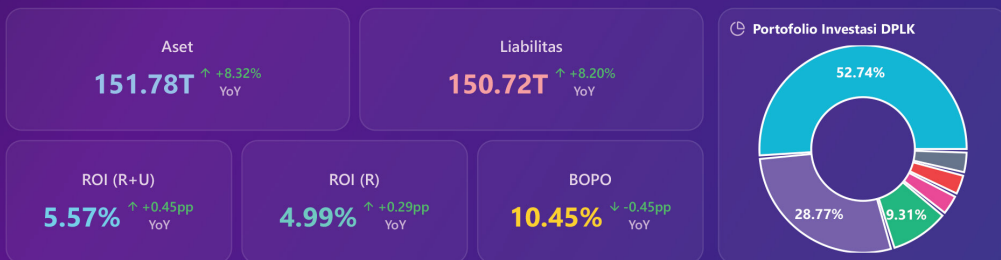 Aset
151.78T ↑ +8.32%
YoY
Liabilitas
150.72T ↑ +8.20%
YoY
ROI (R+U)
5.57% ↑ +0.45pp
YoY
ROI (R)
4.99% ↑ +0.29pp
YoY
BOPO
10.45% ↓ -0.45pp
YoY
Portofolio Investasi DPLK
52.74%
28.77%
9.31%